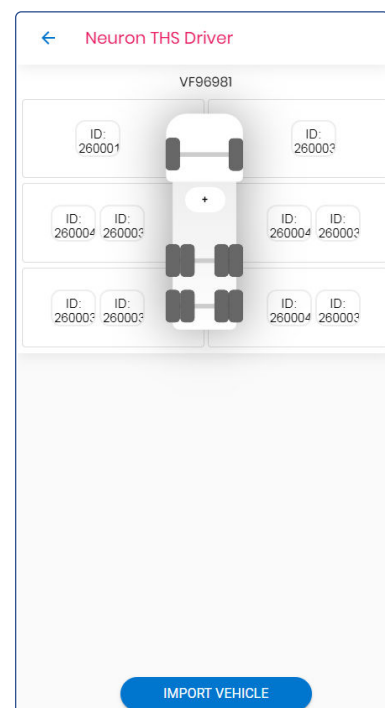 ← Neuron THS Driver
VF96981
ID:
260001
ID:
260003
+
ID:
260004
ID:
260003
ID:
260004
ID:
260003
ID:
260003
ID:
260003
ID:
260004
ID:
260003
IMPORT VEHICLE